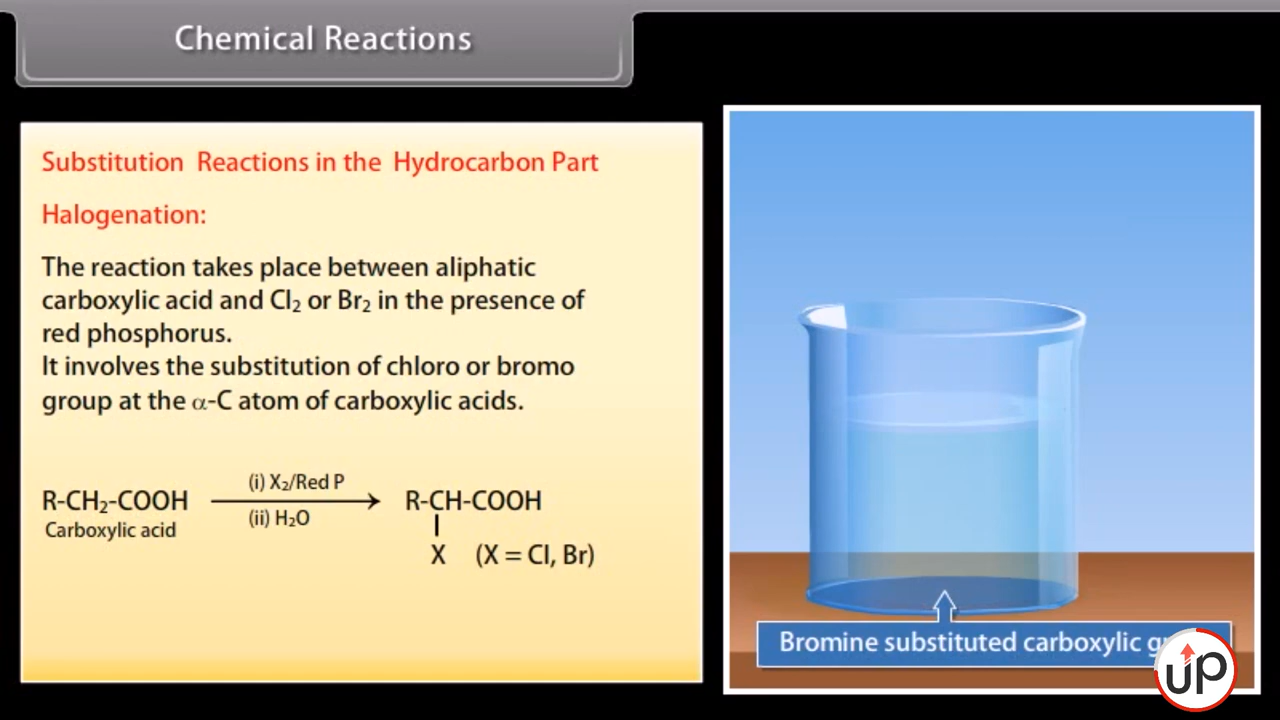 Chemical Reactions
Substitution Reactions in the Hydrocarbon Part
Halogenation:
The reaction takes place between aliphatic
carboxylic acid and Cl₂ or Br₂ in the presence of
red phosphorus.
It involves the substitution of chloro or bromo
group at the α-C atom of carboxylic acids.
(i) X₂/Red P
R-CH₂-COOH R-CH-COOH
Carboxylic acid (ii) H₂O
X (X = Cl, Br)
Bromine substituted carboxylic
UP